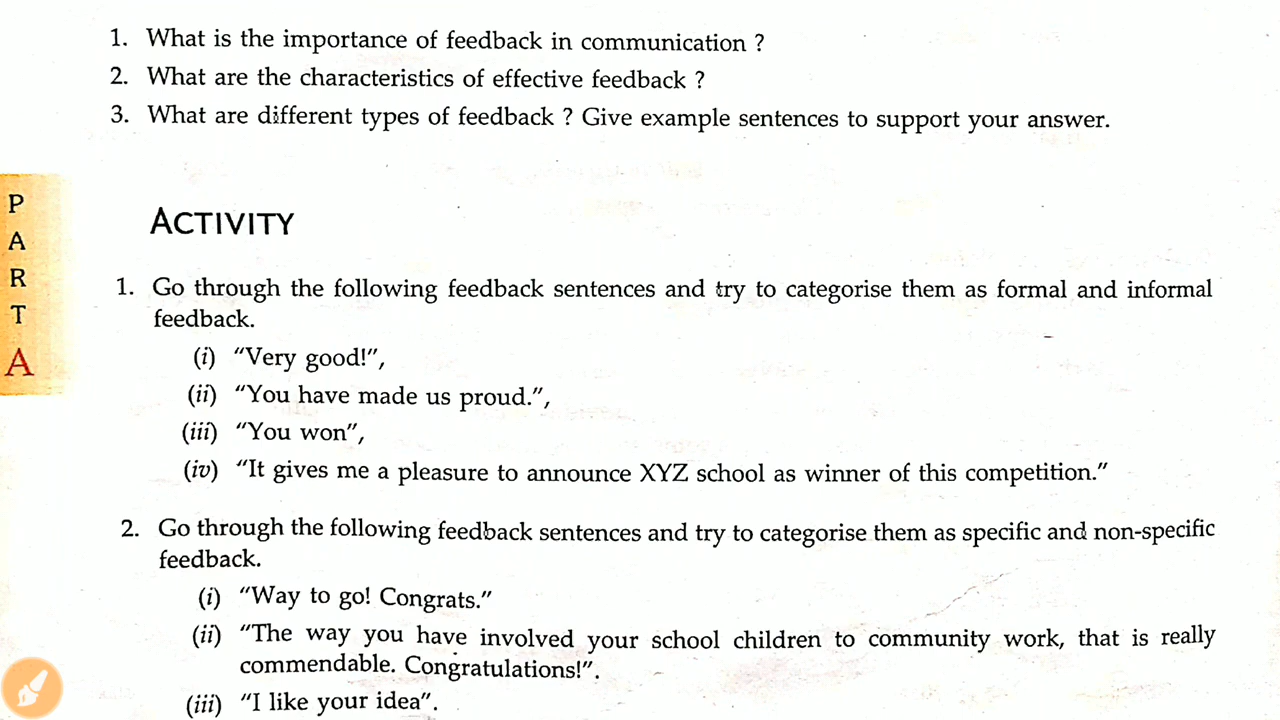 1. What is the importance of feedback in communication ?
2. What are the characteristics of effective feedback ?
3. What are different types of feedback ? Give example sentences to support your answer.
P
A
R
T
A
ACTIVITY
1. Go through the following feedback sentences and try to categorise them as formal and informal
feedback.
(i) “Very good!”,
(ii) “You have made us proud.”,
(iii) “You won”,
(iv) “It gives me a pleasure to announce XYZ school as winner of this competition.”
2. Go through the following feedback sentences and try to categorise them as specific and non-specific
feedback.
(i) “Way to go! Congrats.”
(ii) “The way you have involved your school children to community work, that is really
commendable. Congratulations!”.
(iii) “I like your idea”.